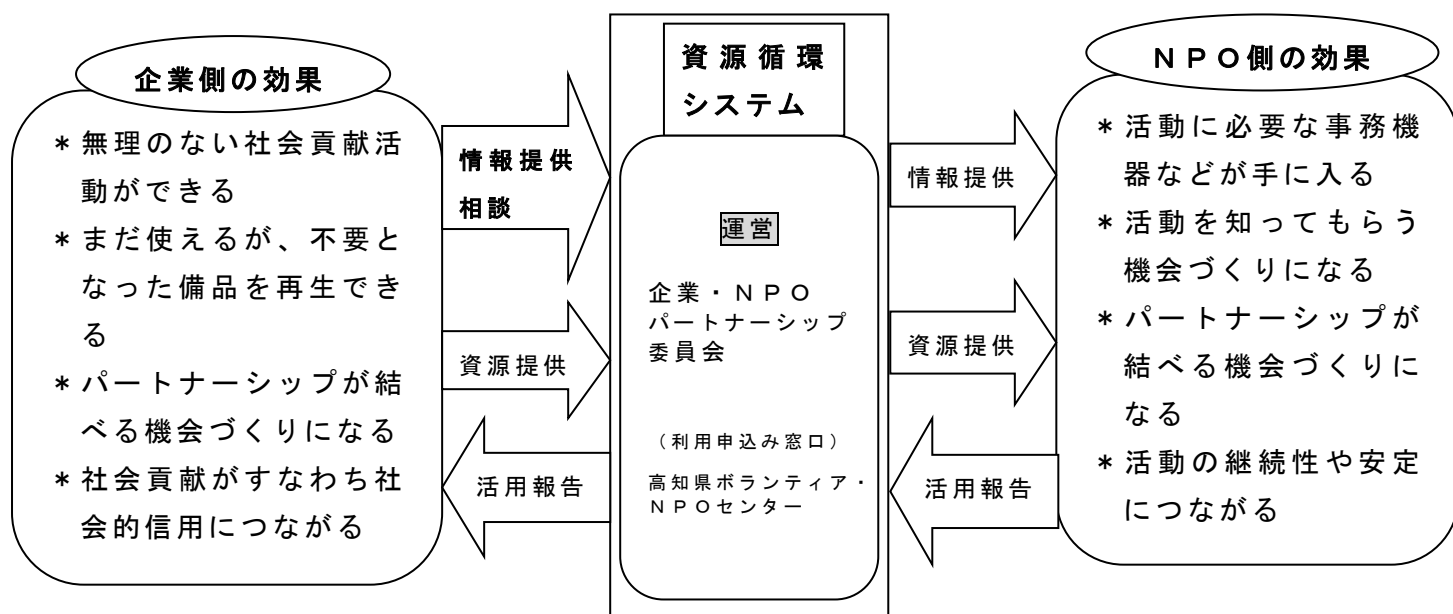 企業側の効果
＊無理のない社会貢献活
動ができる
＊まだ使えるが、不要と
なった備品を再生でき
る
＊パートナーシップが結
べる機会づくりになる
＊社会貢献がすなわち社
会的信用につながる
情報提供
相談
資源提供
活用報告
資源循環
システム
運営
企業・ＮＰＯ
パートナーシップ
委員会
（利用申込み窓口）
高知県ボランティア・
ＮＰＯセンター
情報提供
資源提供
活用報告
ＮＰＯ側の効果
＊活動に必要な事務機
器などが手に入る
＊活動を知ってもらう
機会づくりになる
＊パートナーシップが
結べる機会づくりに
なる
＊活動の継続性や安定
につながる